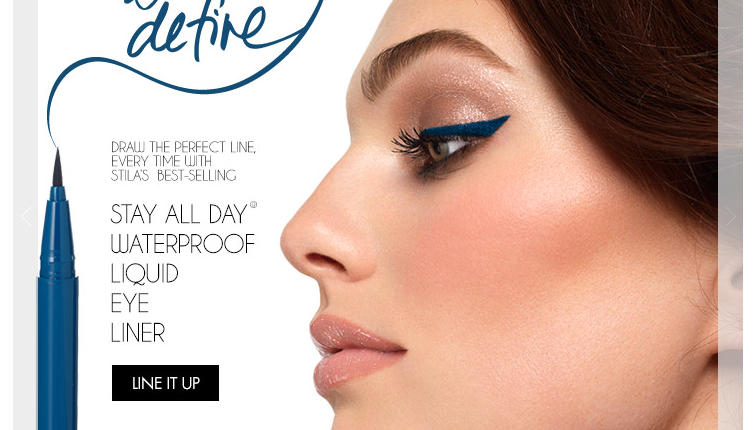 define
DRAW THE PERFECT LINE,
EVERY TIME WITH
STILA'S BEST-SELLING
STAY ALL DAY®
WATERPROOF
LIQUID
EYE
LINER
LINE IT UP